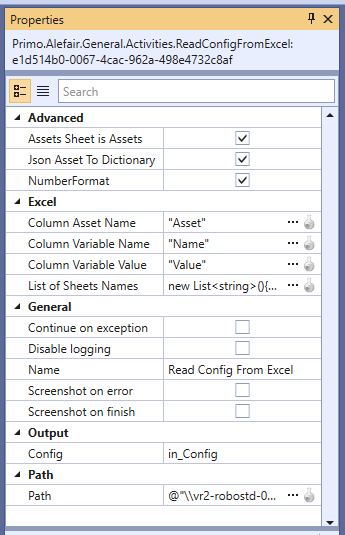 Properties
Primo.Alefair.General.Activities.ReadConfigFromExcel:
e1d514b0-0067-4cac-962a-498e4732c8af
Search
Advanced
Assets Sheet is Assets
Json Asset To Dictionary
NumberFormat
Excel
Column Asset Name "Asset" ...
Column Variable Name "Name" ...
Column Variable Value "Value" ...
List of Sheets Names new List<string>(){... ...
General
Continue on exception
Disable logging
Name Read Config From Excel
Screenshot on error
Screenshot on finish
Output
Config in_Config
Path
Path @"\\vr2-robostd-0... ...